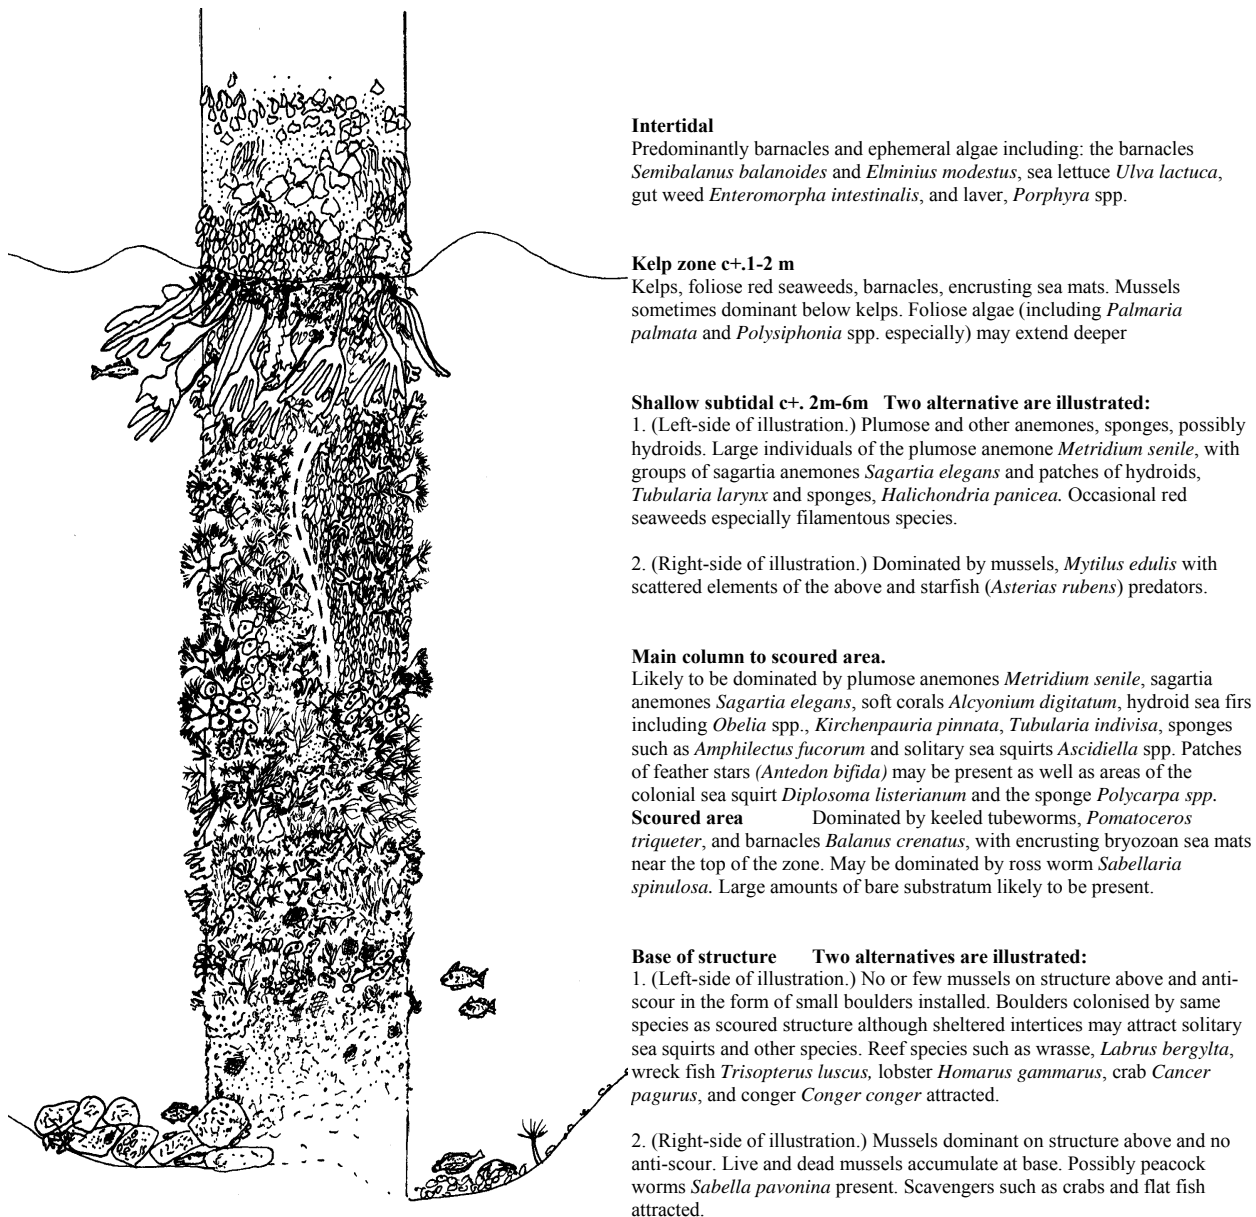 Intertidal
Predominantly barnacles and ephemeral algae including: the barnacles
Semibalanus balanoides and Elminius modestus, sea lettuce Ulva lactuca,
gut weed Enteromorpha intestinalis, and laver, Porphyra spp.
Kelp zone c+.1-2 m
Kelps, foliose red seaweeds, barnacles, encrusting sea mats. Mussels
sometimes dominant below kelps. Foliose algae (including Palmaria
palmata and Polysiphonia spp. especially) may extend deeper
Shallow subtidal c+. 2m-6m Two alternative are illustrated:
1. (Left-side of illustration.) Plumose and other anemones, sponges, possibly
hydroids. Large individuals of the plumose anemone Metridium senile, with
groups of sagartia anemones Sagartia elegans and patches of hydroids,
Tubularia larynx and sponges, Halichondria panicea. Occasional red
seaweeds especially filamentous species.
2. (Right-side of illustration.) Dominated by mussels, Mytilus edulis with
scattered elements of the above and starfish (Asterias rubens) predators.
Main column to scoured area.
Likely to be dominated by plumose anemones Metridium senile, sagartia
anemones Sagartia elegans, soft corals Alcyonium digitatum, hydroid sea firs
including Obelia spp., Kirchenpauria pinnata, Tubularia indivisa, sponges
such as Amphilectus fucorum and solitary sea squirts Ascidiella spp. Patches
of feather stars (Antedon bifida) may be present as well as areas of the
colonial sea squirt Diplosoma listerianum and the sponge Polycarpa spp.
Scoured area Dominated by keeled tubeworms, Pomatoceros
triqueter, and barnacles Balanus crenatus, with encrusting bryozoan sea mats
near the top of the zone. May be dominated by ross worm Sabellaria
spinulosa. Large amounts of bare substratum likely to be present.
Base of structure Two alternatives are illustrated:
1. (Left-side of illustration.) No or few mussels on structure above and anti-
scour in the form of small boulders installed. Boulders colonised by same
species as scoured structure although sheltered intertices may attract solitary
sea squirts and other species. Reef species such as wrasse, Labrus bergylta,
wreck fish Trisopterus luscus, lobster Homarus gammarus, crab Cancer
pagurus, and conger Conger conger attracted.
2. (Right-side of illustration.) Mussels dominant on structure above and no
anti-scour. Live and dead mussels accumulate at base. Possibly peacock
worms Sabella pavonina present. Scavengers such as crabs and flat fish
attracted.